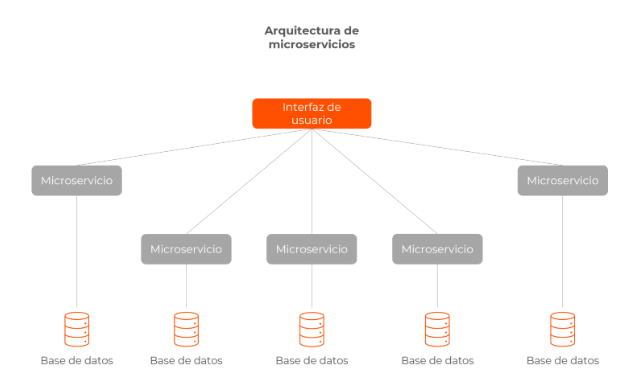 Arquitectura de
microservicios
Interfaz de
usuario
Microservicio
Microservicio
Microservicio
Microservicio
Microservicio
Base de datos
Base de datos
Base de datos
Base de datos
Base de datos